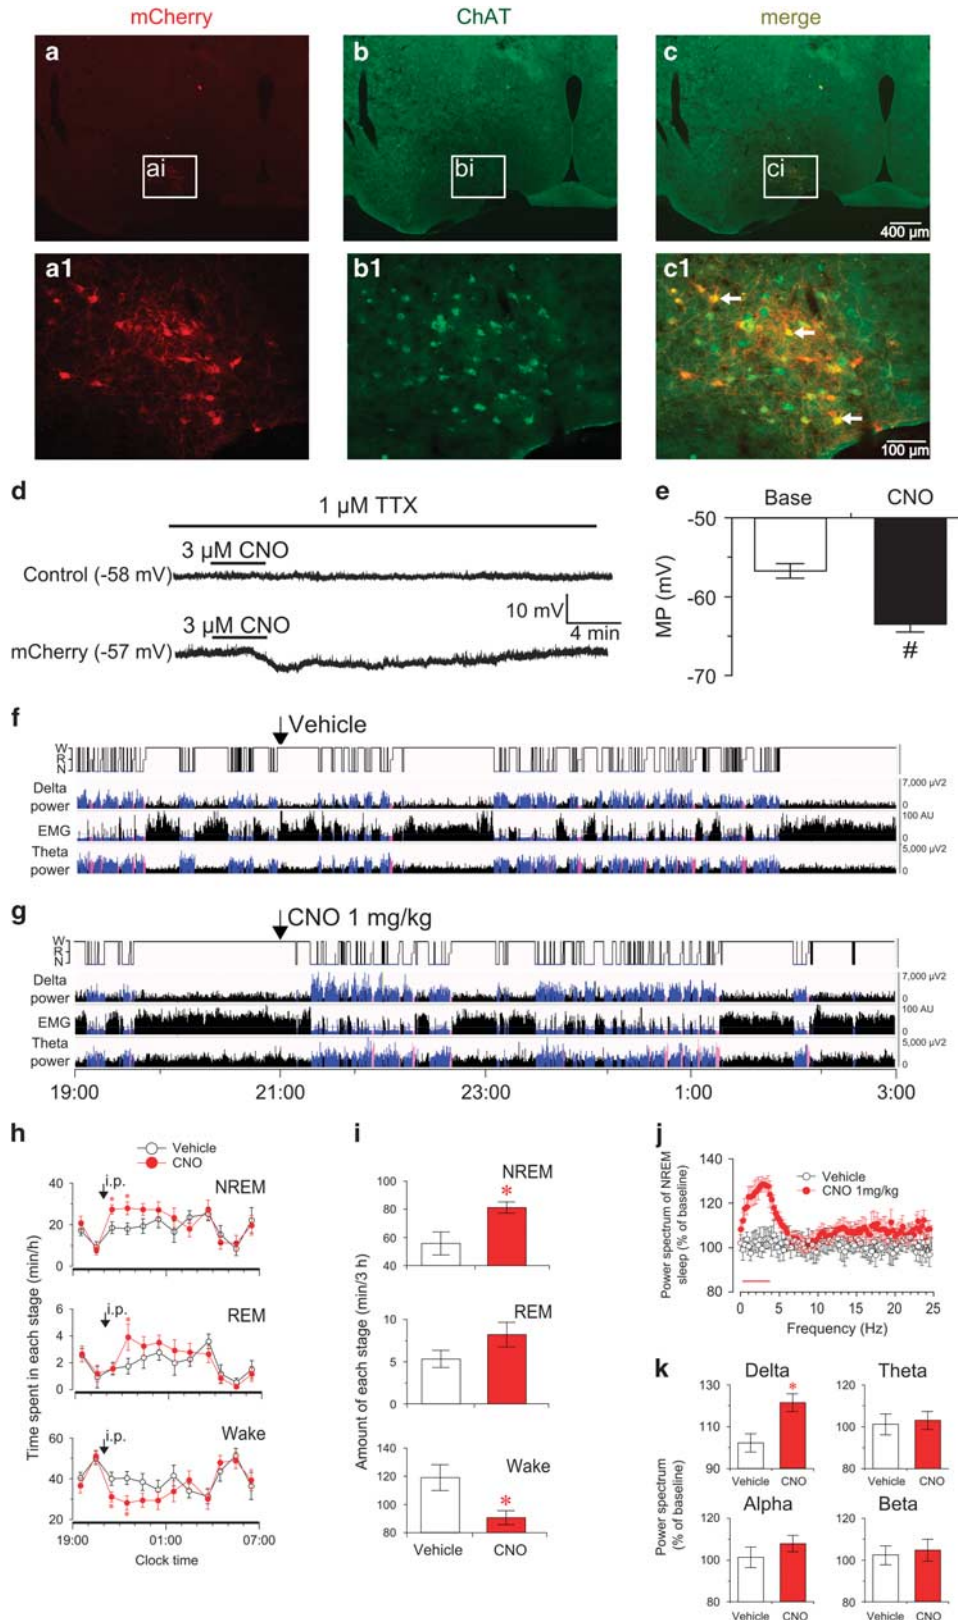 mCherry ChAT merge
a b c
ai bi ci
400 µm
a1 b1 c1
100 µm
d
1 µM TTX
3 µM CNO
Control (-58 mV)
10 mV
4 min
3 µM CNO
mCherry (-57 mV)
e
Base CNO
-50
-60
-70
MP (mV)
#
f
Vehicle
W
R
N
Delta power
7,000 µV2
0
EMG
100 AU
0
Theta power
5,000 µV2
0
g
CNO 1 mg/kg
W
R
N
Delta power
7,000 µV2
0
EMG
100 AU
0
Theta power
5,000 µV2
0
19:00 21:00 23:00 1:00 3:00
h
Vehicle
CNO
i.p.
NREM
40
20
0
i.p.
REM
6
4
2
0
i.p.
Wake
60
40
20
19:00 01:00 07:00
Clock time
Time spent in each stage (min/h)
i
NREM
*
100
80
60
40
REM
10
5
0
Wake
*
140
120
100
80
Vehicle CNO
Amount of each stage (min/3 h)
j
Vehicle
CNO 1mg/kg
140
120
100
80
0 5 10 15 20 25
Frequency (Hz)
Power spectrum of NREM
sleep (% of baseline)
k
Delta
*
130
110
90
Vehicle CNO
Theta
120
100
80
Vehicle CNO
Alpha
120
100
80
Vehicle CNO
Beta
120
100
80
Vehicle CNO
Power spectrum
(% of baseline)